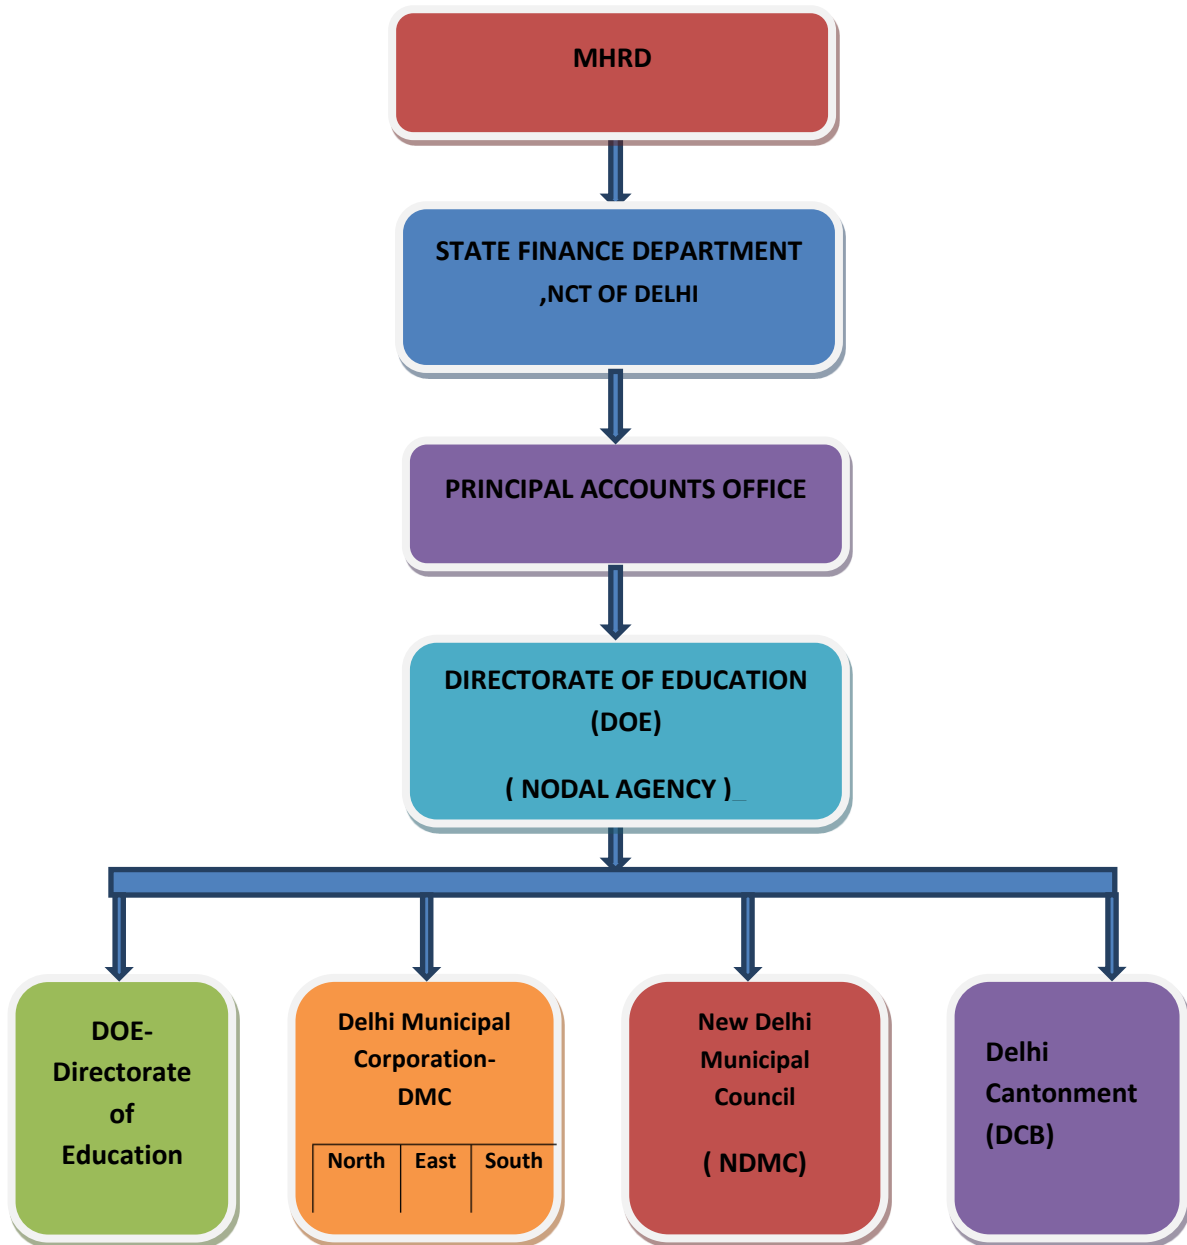 MHRD
STATE FINANCE DEPARTMENT
,NCT OF DELHI
PRINCIPAL ACCOUNTS OFFICE
DIRECTORATE OF EDUCATION
(DOE)
( NODAL AGENCY )_
DOE-
Directorate
of
Education
Delhi Municipal
Corporation-
DMC
North East South
New Delhi
Municipal
Council
( NDMC)
Delhi
Cantonment
(DCB)